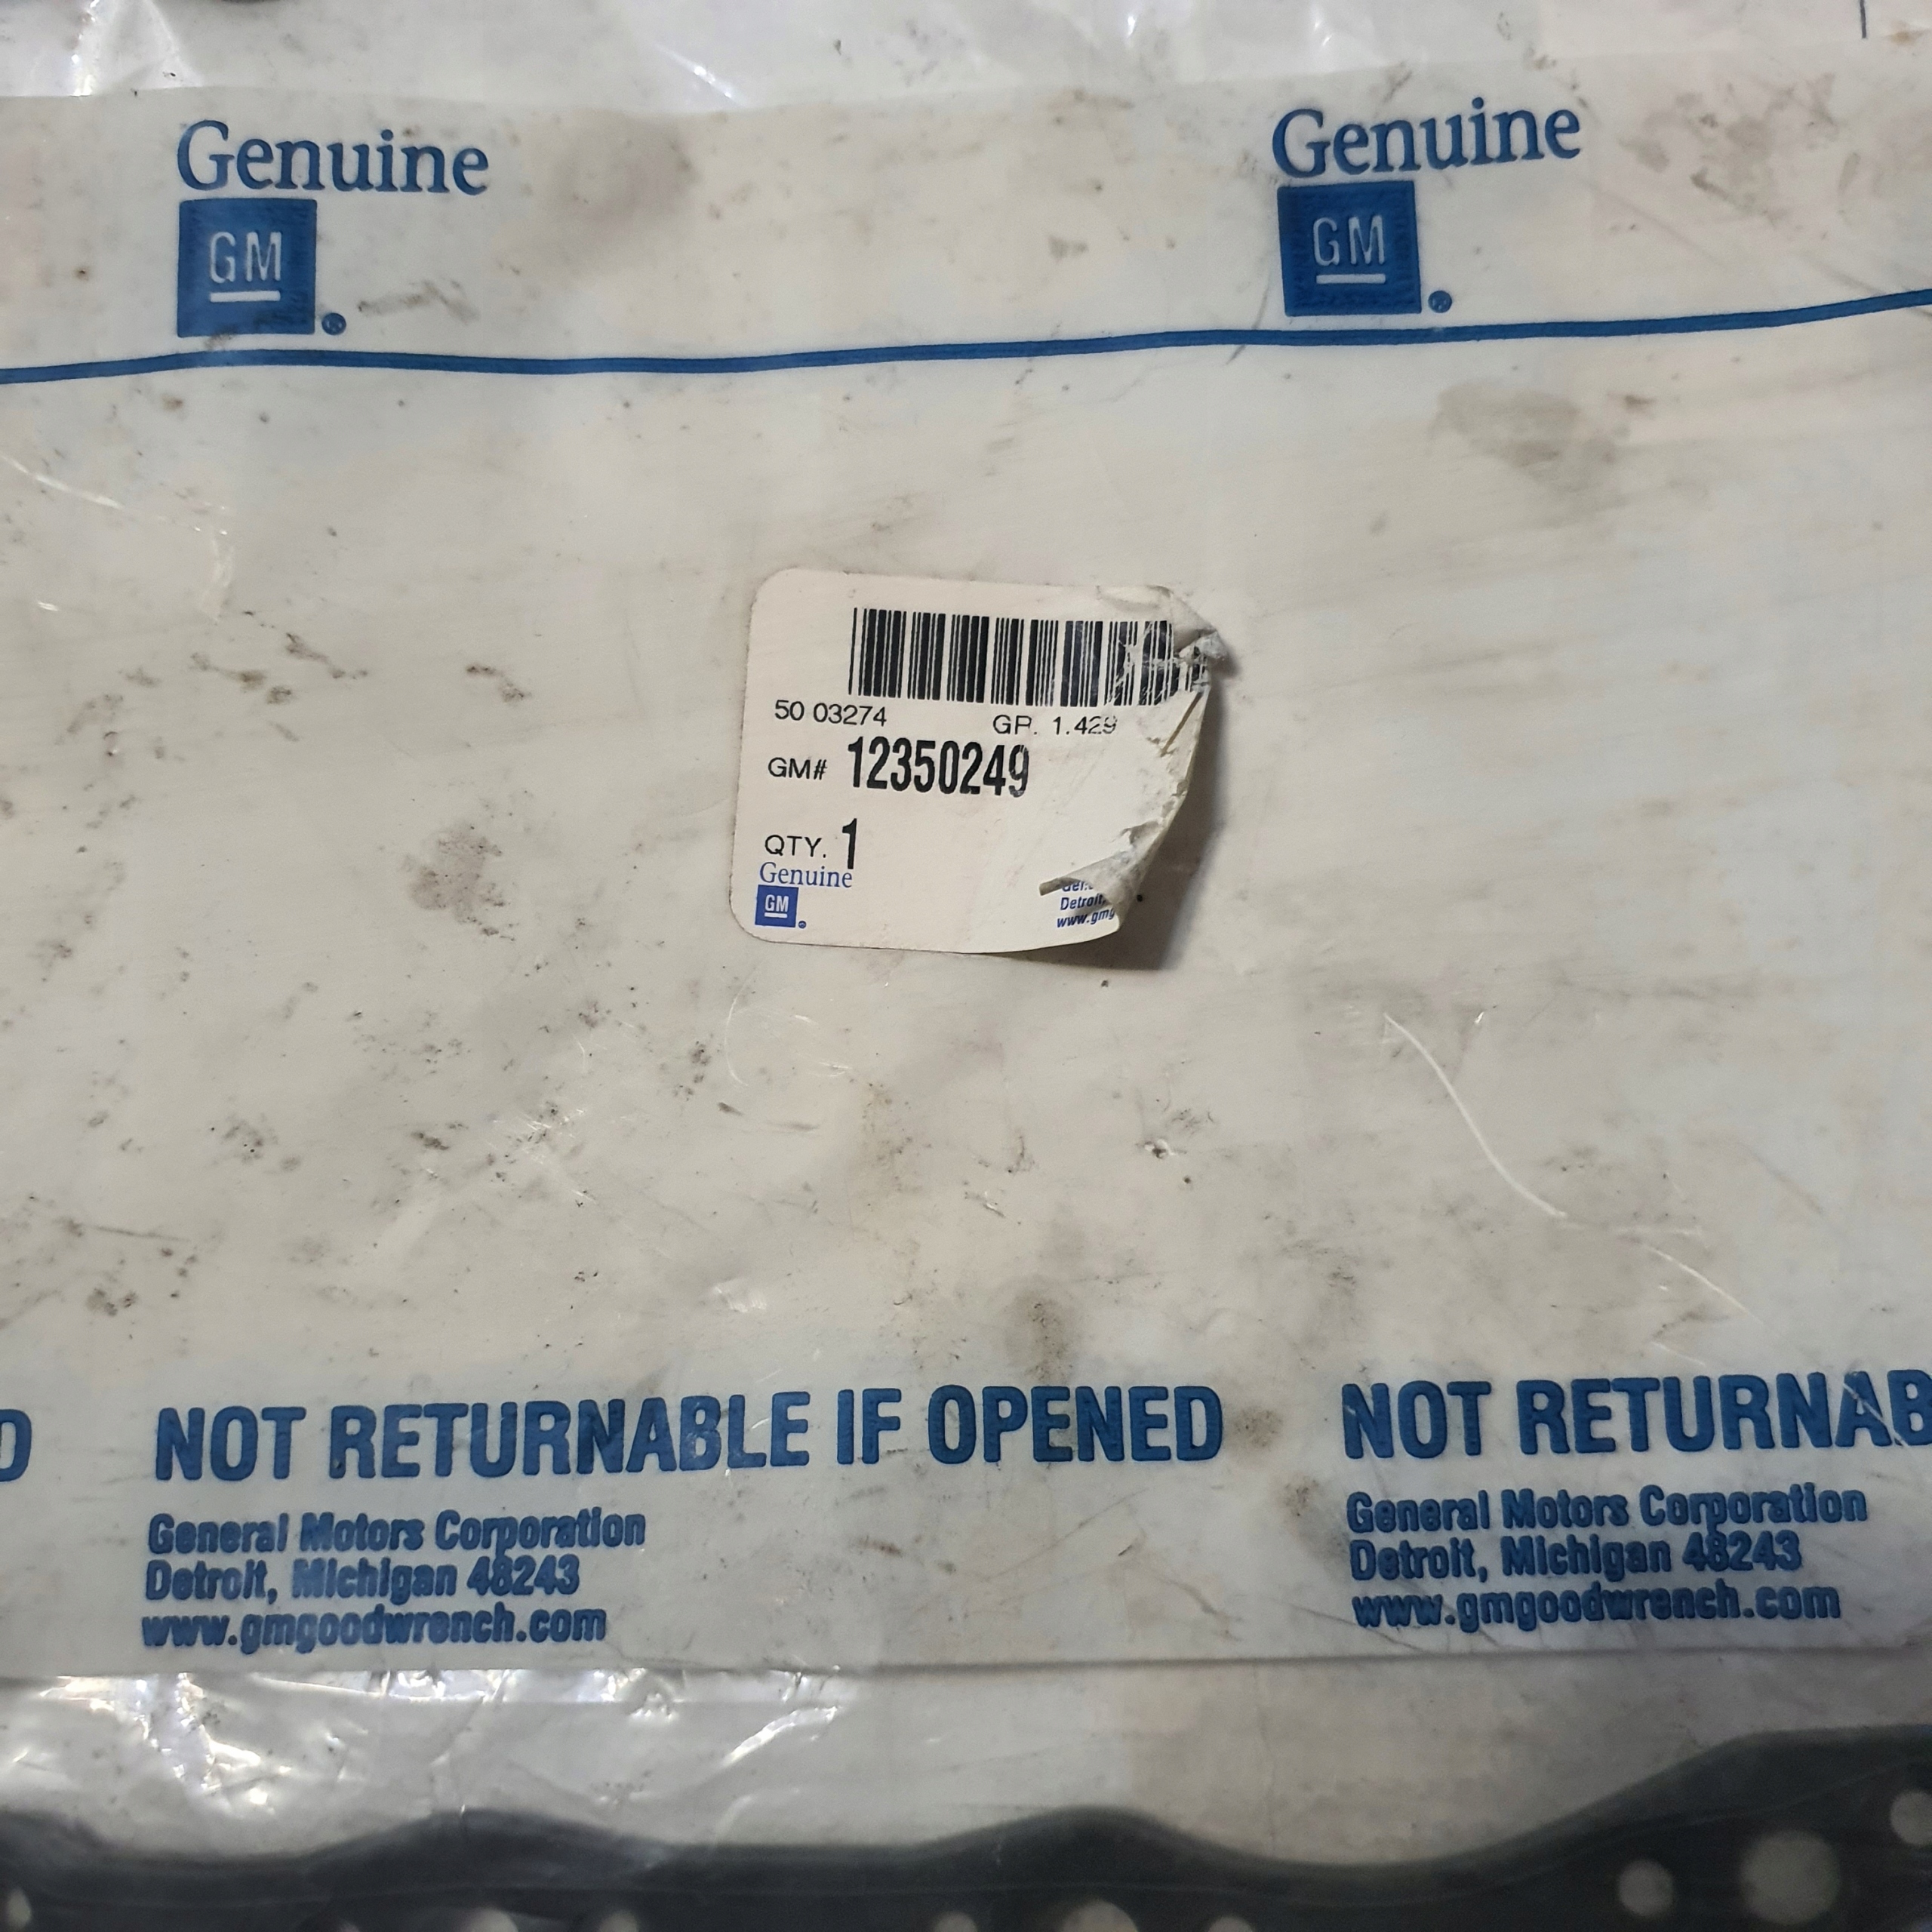 Genuine
GM
®
Genuine
GM
®
50 03274 GR. 1.429
GM# 12350249
QTY. 1
Genuine
GM
Detroit,
www.gmg
D
NOT RETURNABLE IF OPENED
NOT RETURNAB
General Motors Corporation
Detroit, Michigan 48243
www.gmgoodwrench.com
General Motors Corporation
Detroit, Michigan 48243
www.gmgoodwrench.com